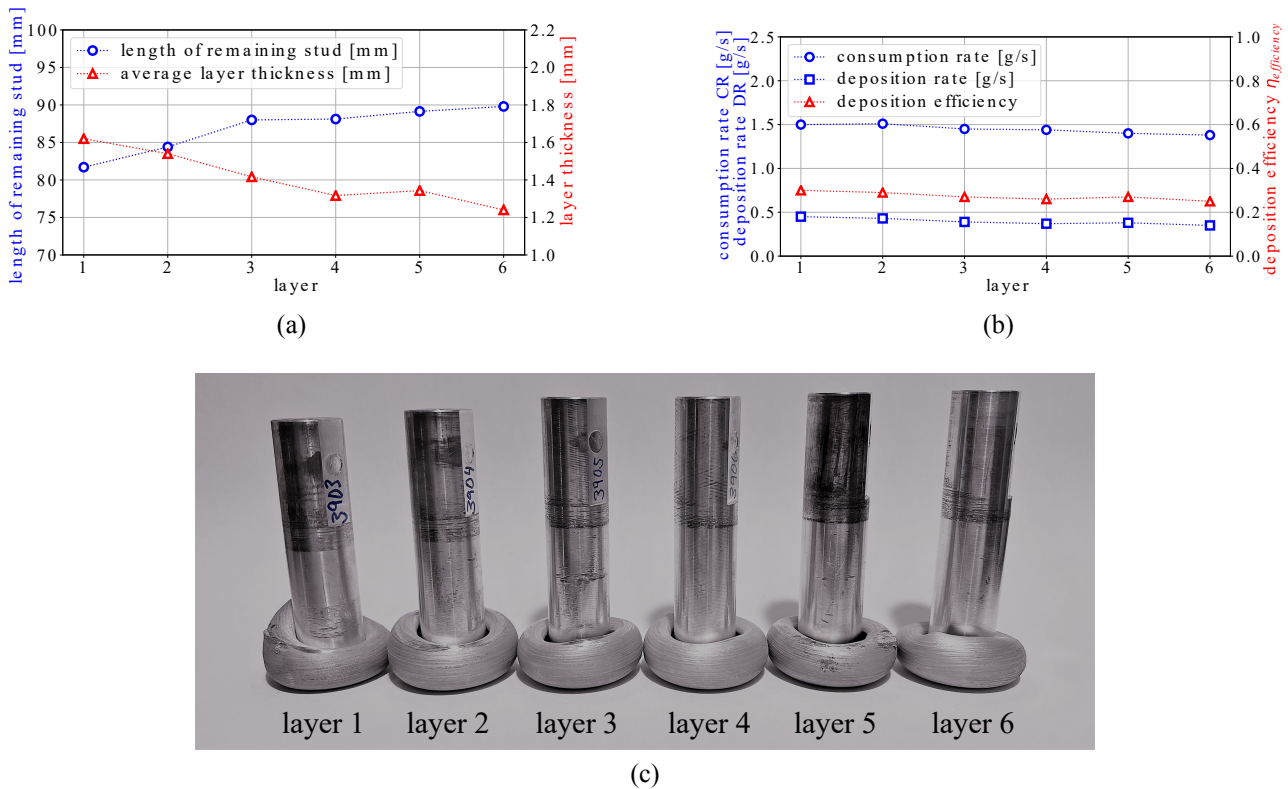 length of remaining stud [mm]
100
95
90
85
80
75
70
length of remaining stud [mm]
average layer thickness [mm]
2.2
2.0
1.8
1.6
1.4
1.2
1.0
layer thickness [mm]
1 2 3 4 5 6
layer
(a)
consumption rate CR [g/s]
deposition rate DR [g/s]
2.5
2.0
1.5
1.0
0.5
0.0
consumption rate [g/s]
deposition rate [g/s]
deposition efficiency
1.0
0.8
0.6
0.4
0.2
0.0
deposition efficiency ηefficiency
1 2 3 4 5 6
layer
(b)
3903
3904
3905
3906
layer 1 layer 2 layer 3 layer 4 layer 5 layer 6
(c)